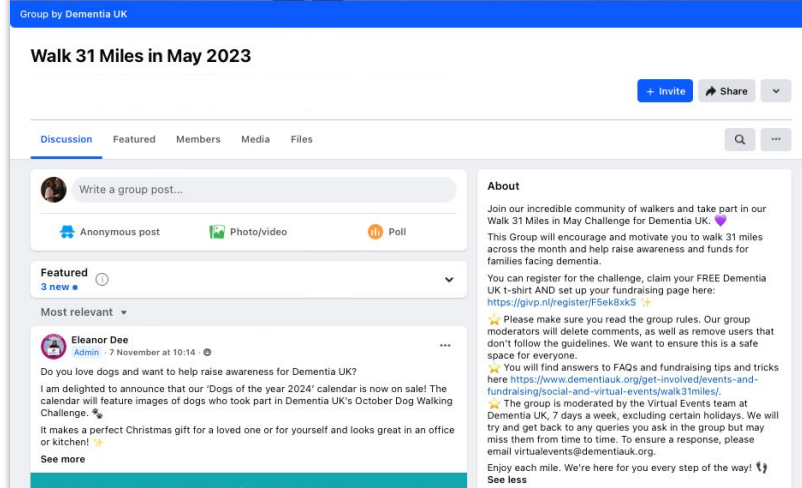 Group by Dementia UK
Walk 31 Miles in May 2023
+ Invite
Share
Discussion Featured Members Media Files
Write a group post...
Anonymous post Photo/video Poll
Featured
3 new
Most relevant
Eleanor Dee
Admin · 7 November at 10:14 ·
Do you love dogs and want to help raise awareness for Dementia UK?
I am delighted to announce that our 'Dogs of the year 2024' calendar is now on sale! The
calendar will feature images of dogs who took part in Dementia UK's October Dog Walking
Challenge. 🐾
It makes a perfect Christmas gift for a loved one or for yourself and looks great in an office
or kitchen! ✨
See more
About
Join our incredible community of walkers and take part in our
Walk 31 Miles in May Challenge for Dementia UK. 💜
This Group will encourage and motivate you to walk 31 miles
across the month and help raise awareness and funds for
families facing dementia.
You can register for the challenge, claim your FREE Dementia
UK t-shirt AND set up your fundraising page here:
https://givp.nl/register/F5ek8xkS ✨
⭐ Please make sure you read the group rules. Our group
moderators will delete comments, as well as remove users that
don't follow the guidelines. We want to ensure this is a safe
space for everyone.
⭐ You will find answers to FAQs and fundraising tips and tricks
here https://www.dementiauk.org/get-involved/events-and-
fundraising/social-and-virtual-events/walk31miles/.
⭐ The group is moderated by the Virtual Events team at
Dementia UK, 7 days a week, excluding certain holidays. We will
try and get back to any queries you ask in the group but may
miss them from time to time. To ensure a response, please
email virtualevents@dementiauk.org.
Enjoy each mile. We're here for you every step of the way! 👣
See less